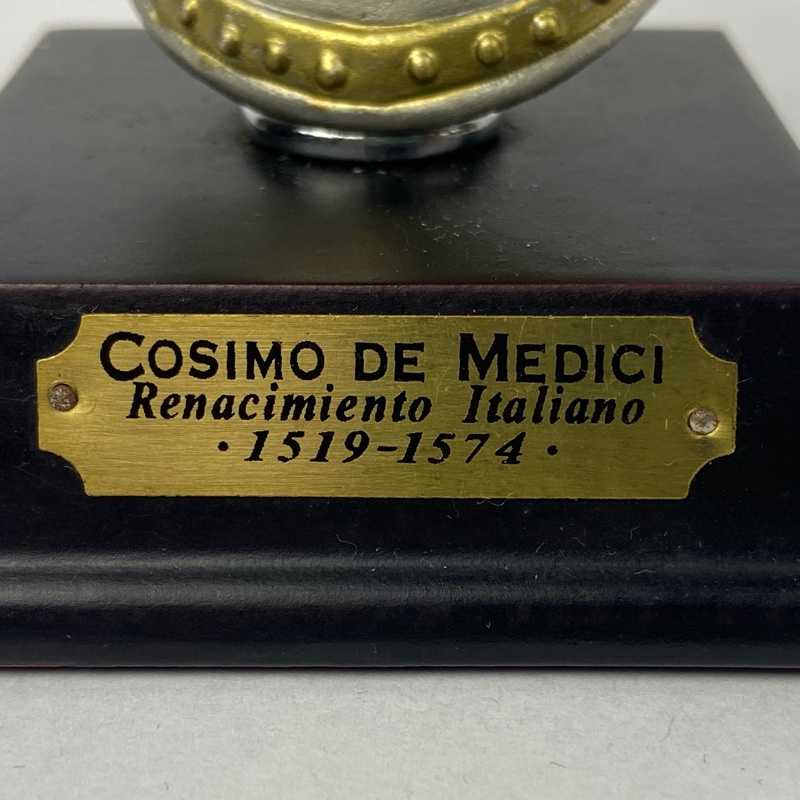 COSIMO DE MEDICI
Renacimiento Italiano
· 1519-1574 ·